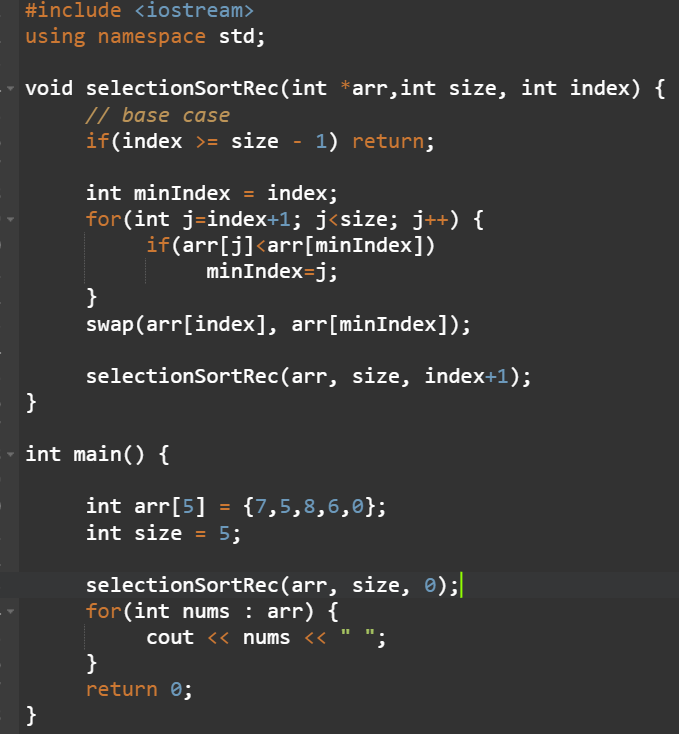 #include <iostream>
using namespace std;
void selectionSortRec(int *arr,int size, int index) {
// base case
if(index >= size - 1) return;
int minIndex = index;
for(int j=index+1; j<size; j++) {
if(arr[j]<arr[minIndex])
minIndex=j;
}
swap(arr[index], arr[minIndex]);
selectionSortRec(arr, size, index+1);
}
int main() {
int arr[5] = {7,5,8,6,0};
int size = 5;
selectionSortRec(arr, size, 0);
for(int nums : arr) {
cout << nums << " ";
}
return 0;
}